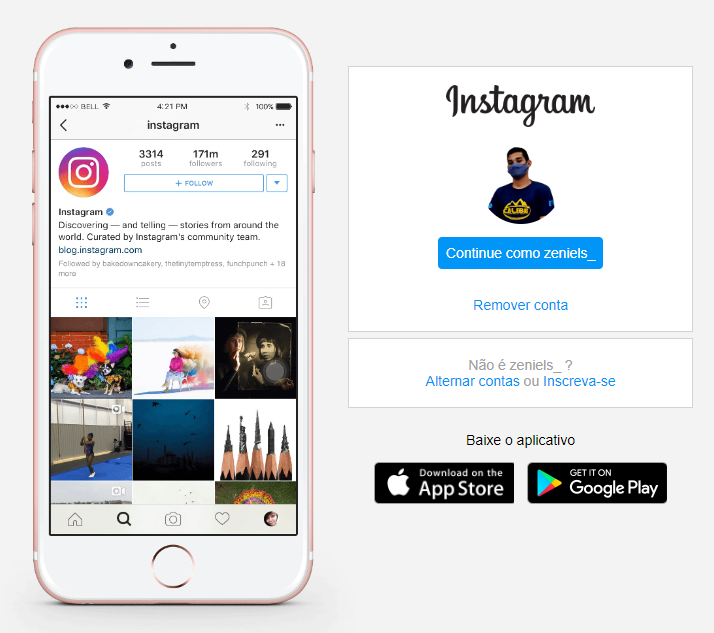 BELL 4:21 PM 100%
instagram
3314 171m 291
posts followers following
+ FOLLOW
Instagram
Discovering — and telling — stories from around the
world. Curated by Instagram's community team.
blog.instagram.com
Followed by bakedowncakery, thetinytemptress, funchpunch + 18
more
Instagram
CALIBRE
Continue como zeniels_
Remover conta
Não é zeniels_ ?
Alternar contas ou Inscreva-se
Baixe o aplicativo
Download on the
App Store
GET IT ON
Google Play